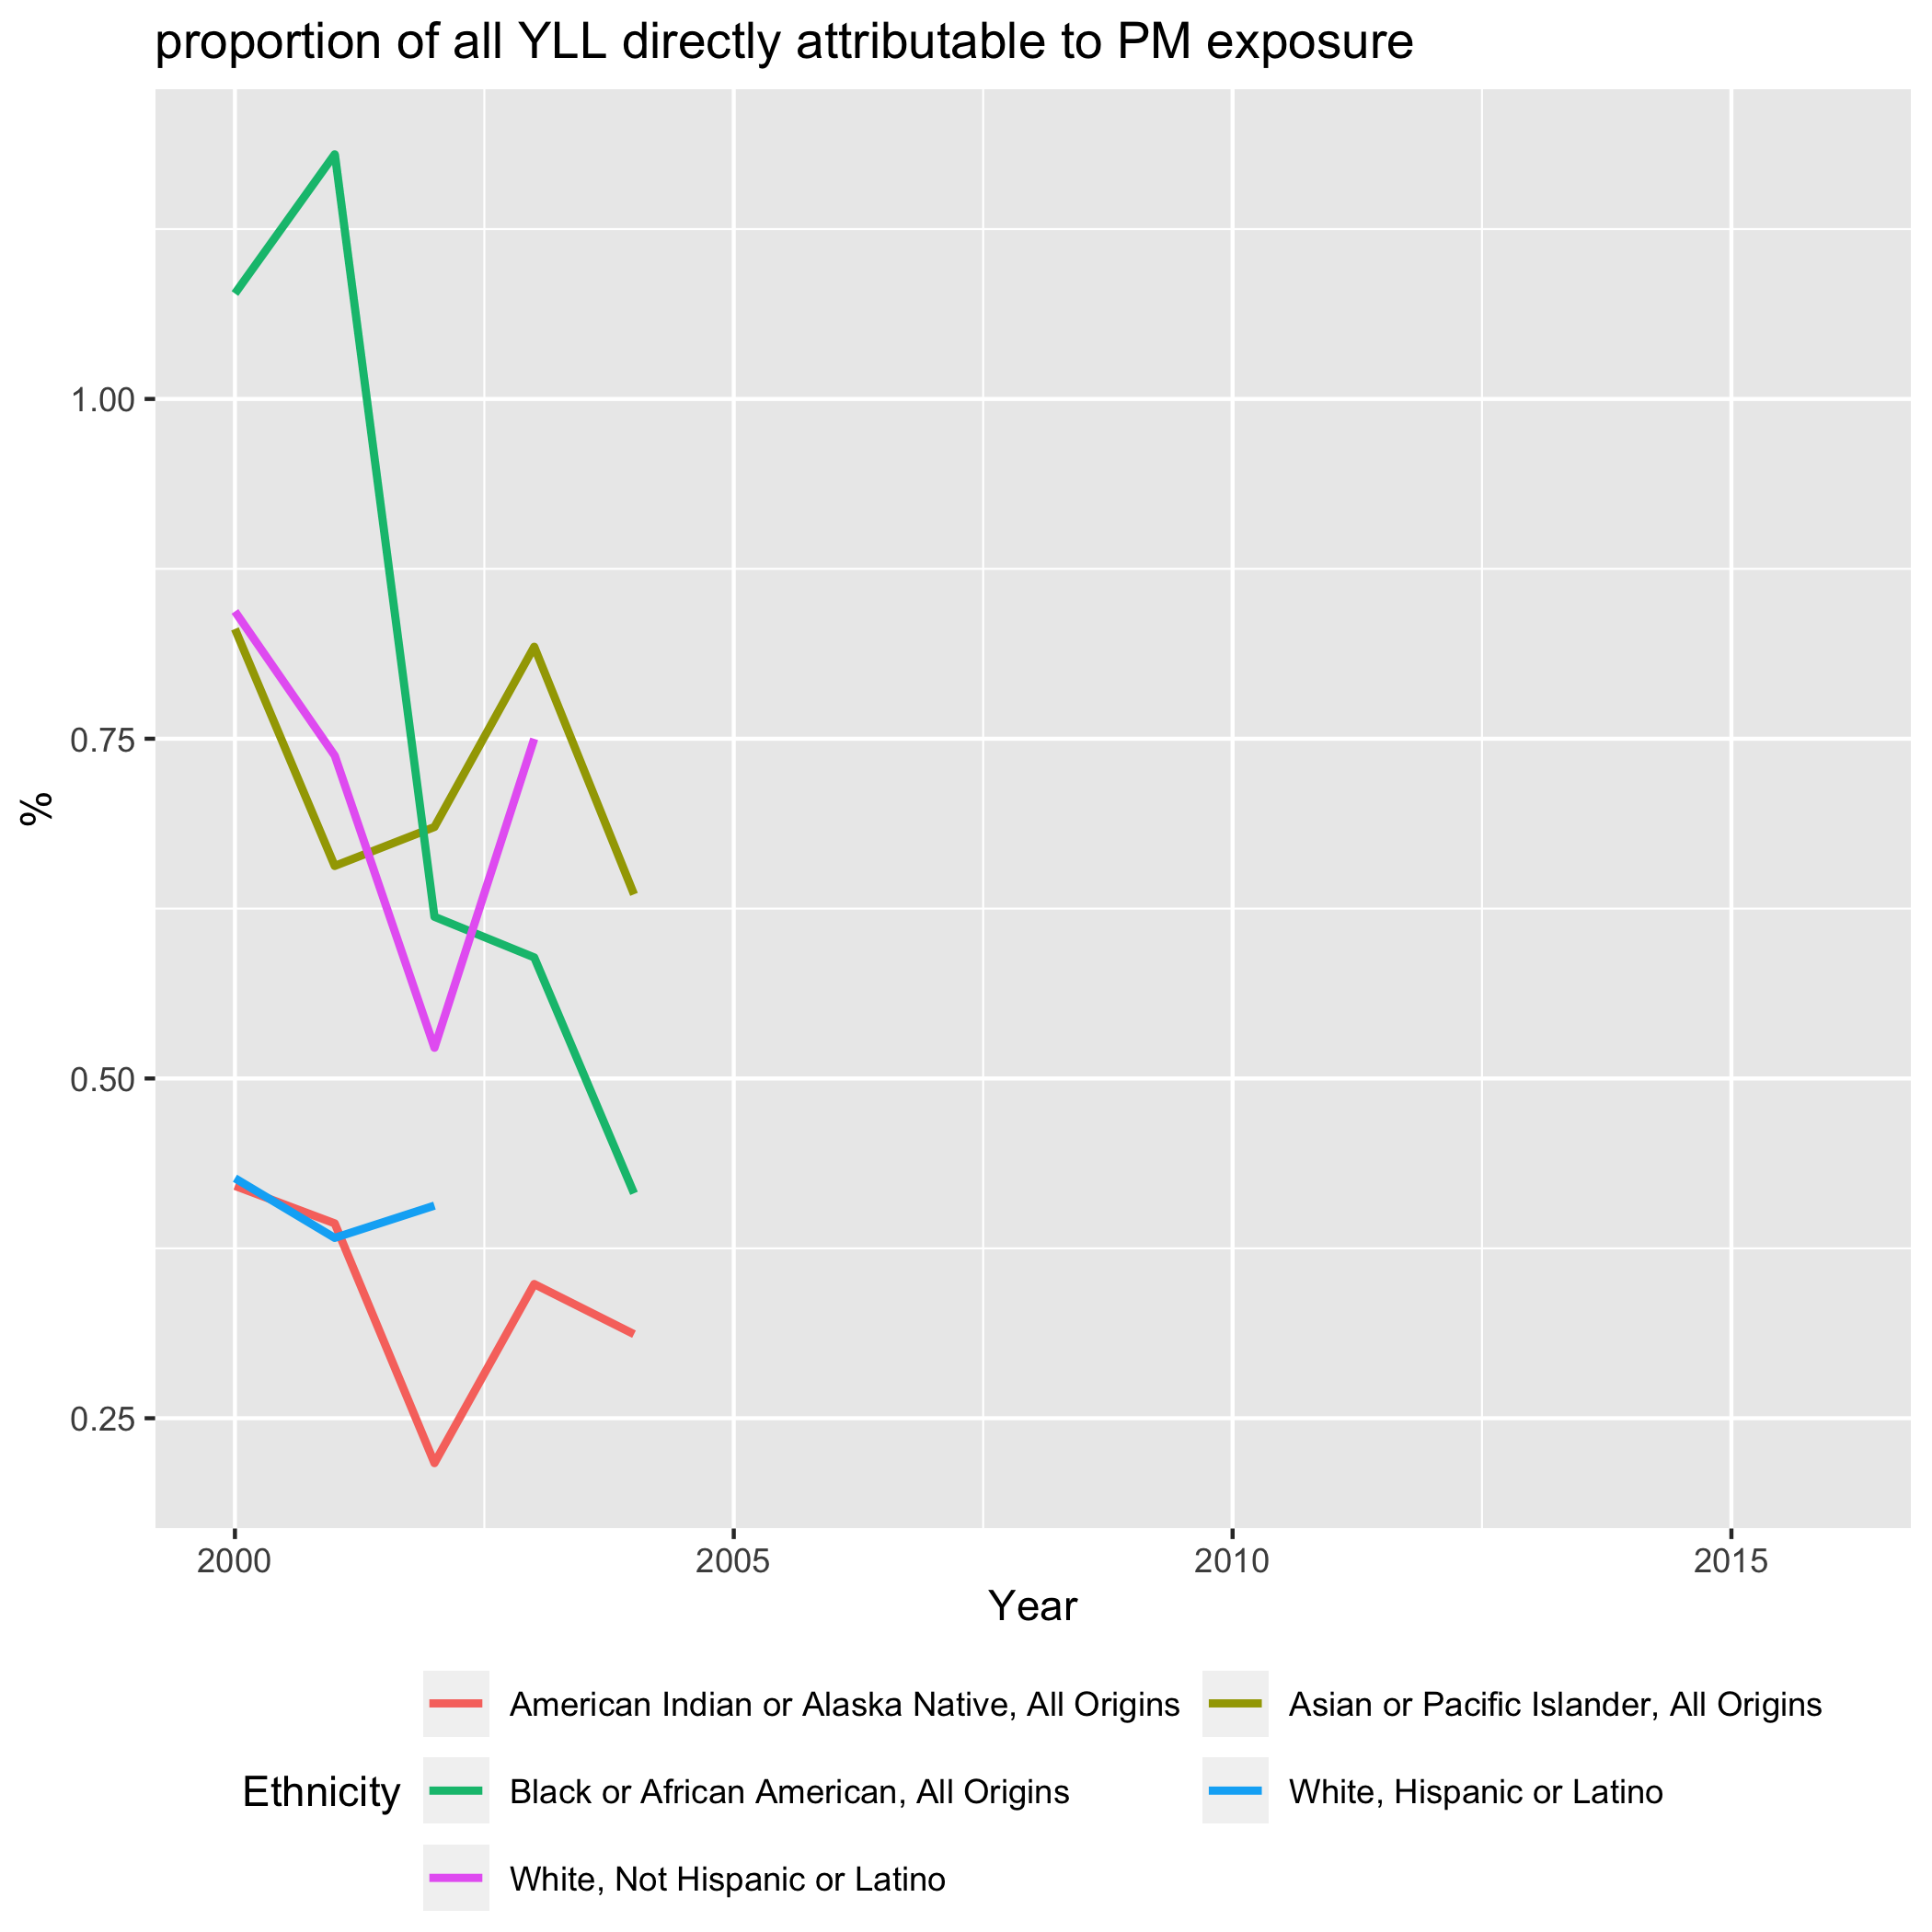 proportion of all YLL directly attributable to PM exposure
1.00
0.75
0.50
0.25
%
2000 2005 2010 2015
Year
Ethnicity
American Indian or Alaska Native, All Origins
Asian or Pacific Islander, All Origins
Black or African American, All Origins
White, Hispanic or Latino
White, Not Hispanic or Latino